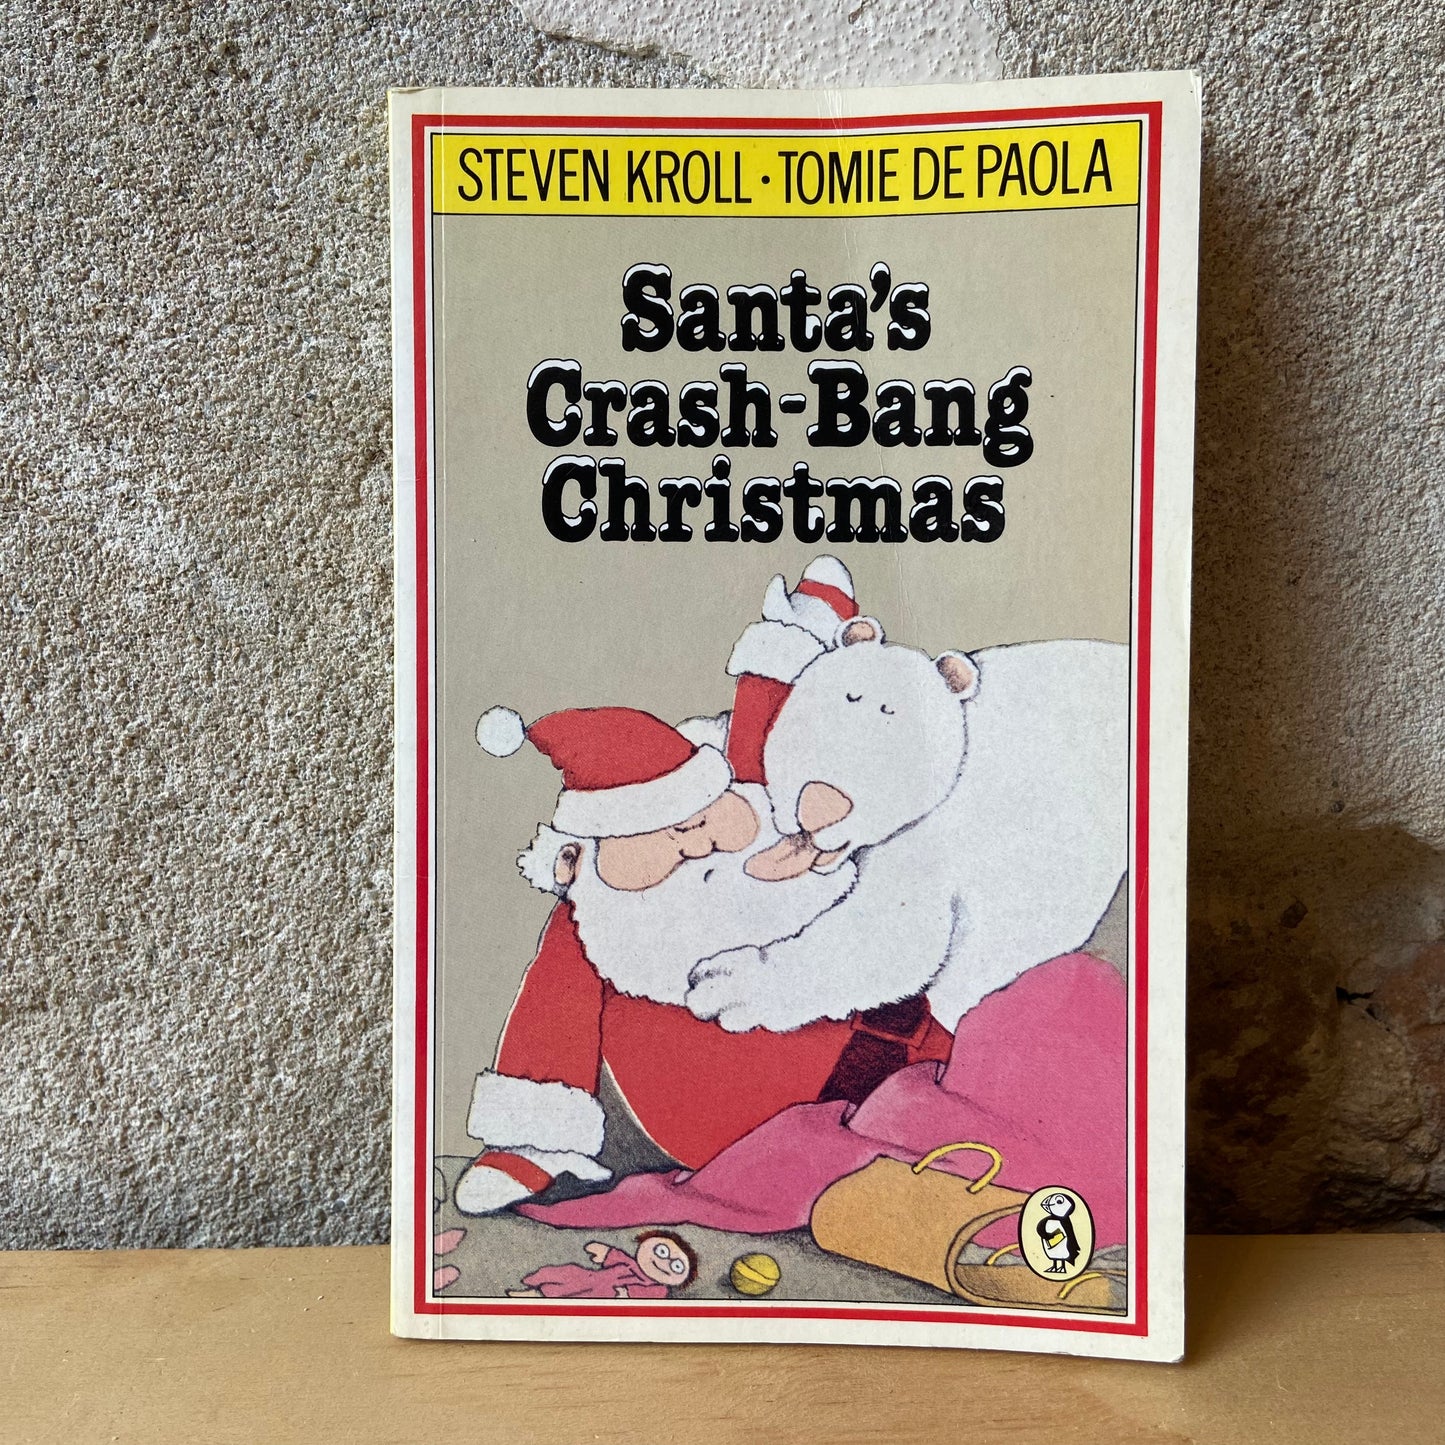 STEVEN KROLL · TOMIE DE PAOLA
Santa's
Crash-Bang
Christmas